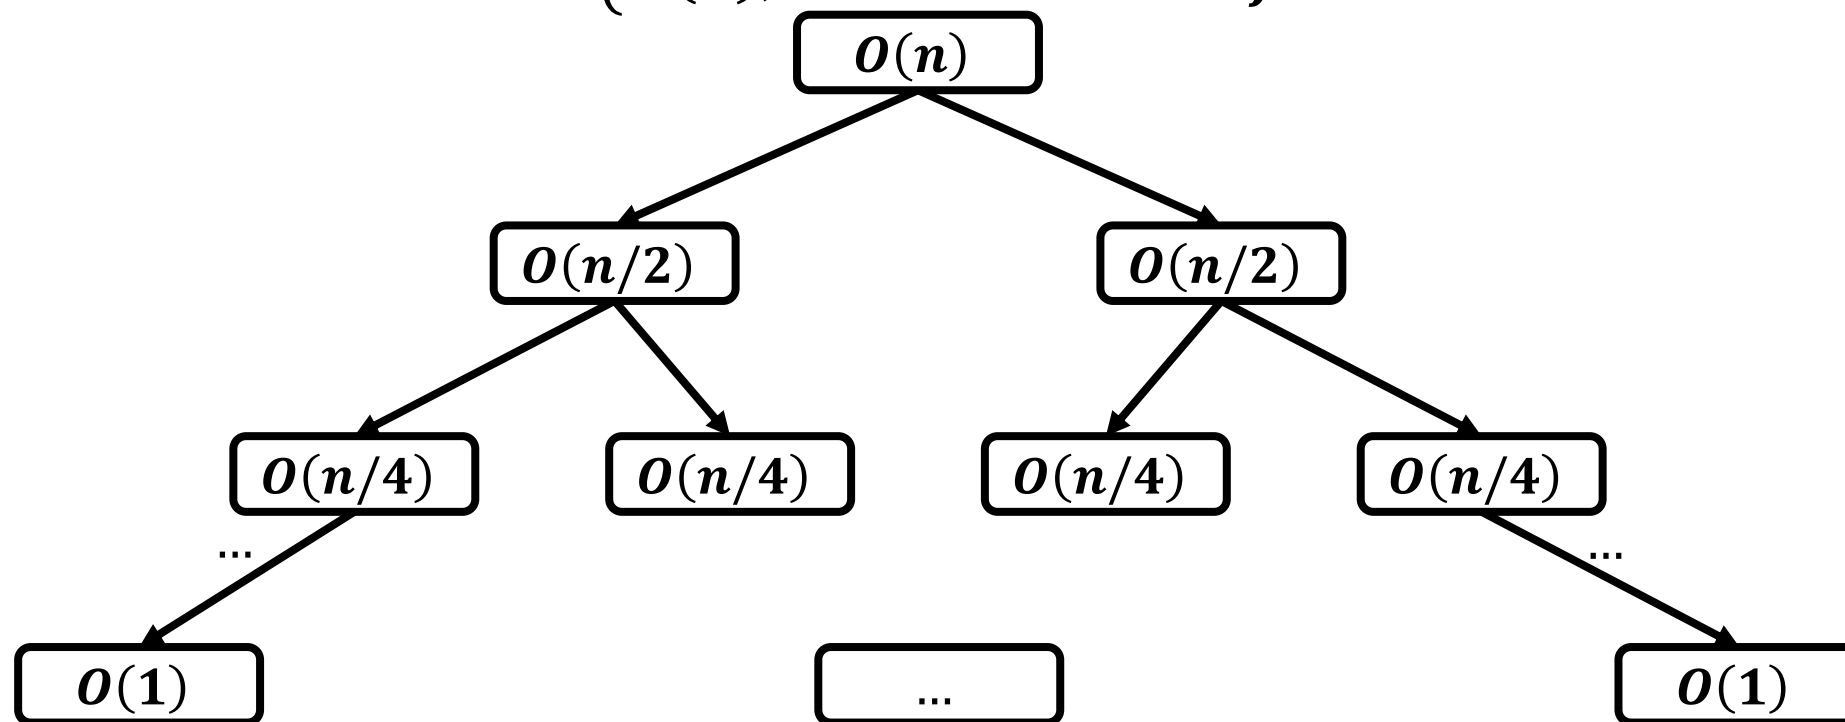 O(n)
O(n/2) O(n/2)
O(n/4) O(n/4) O(n/4) O(n/4)
... ...
O(1) ... O(1)